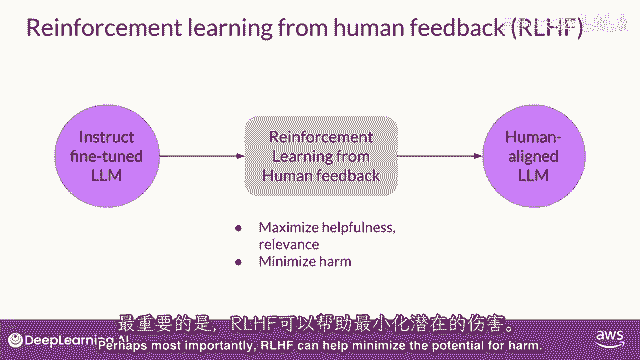 Reinforcement learning from human feedback (RLHF)
Instruct
fine-tuned
LLM
Reinforcement
Learning from
Human feedback
Human-
aligned
LLM
• Maximize helpfulness,
relevance
• Minimize harm
最重要的是，RLHF可以帮助最小化潜在的伤害。
DeepLearning.AI
Perhaps most importantly, RLHF can help minimize the potential for harm.
aws